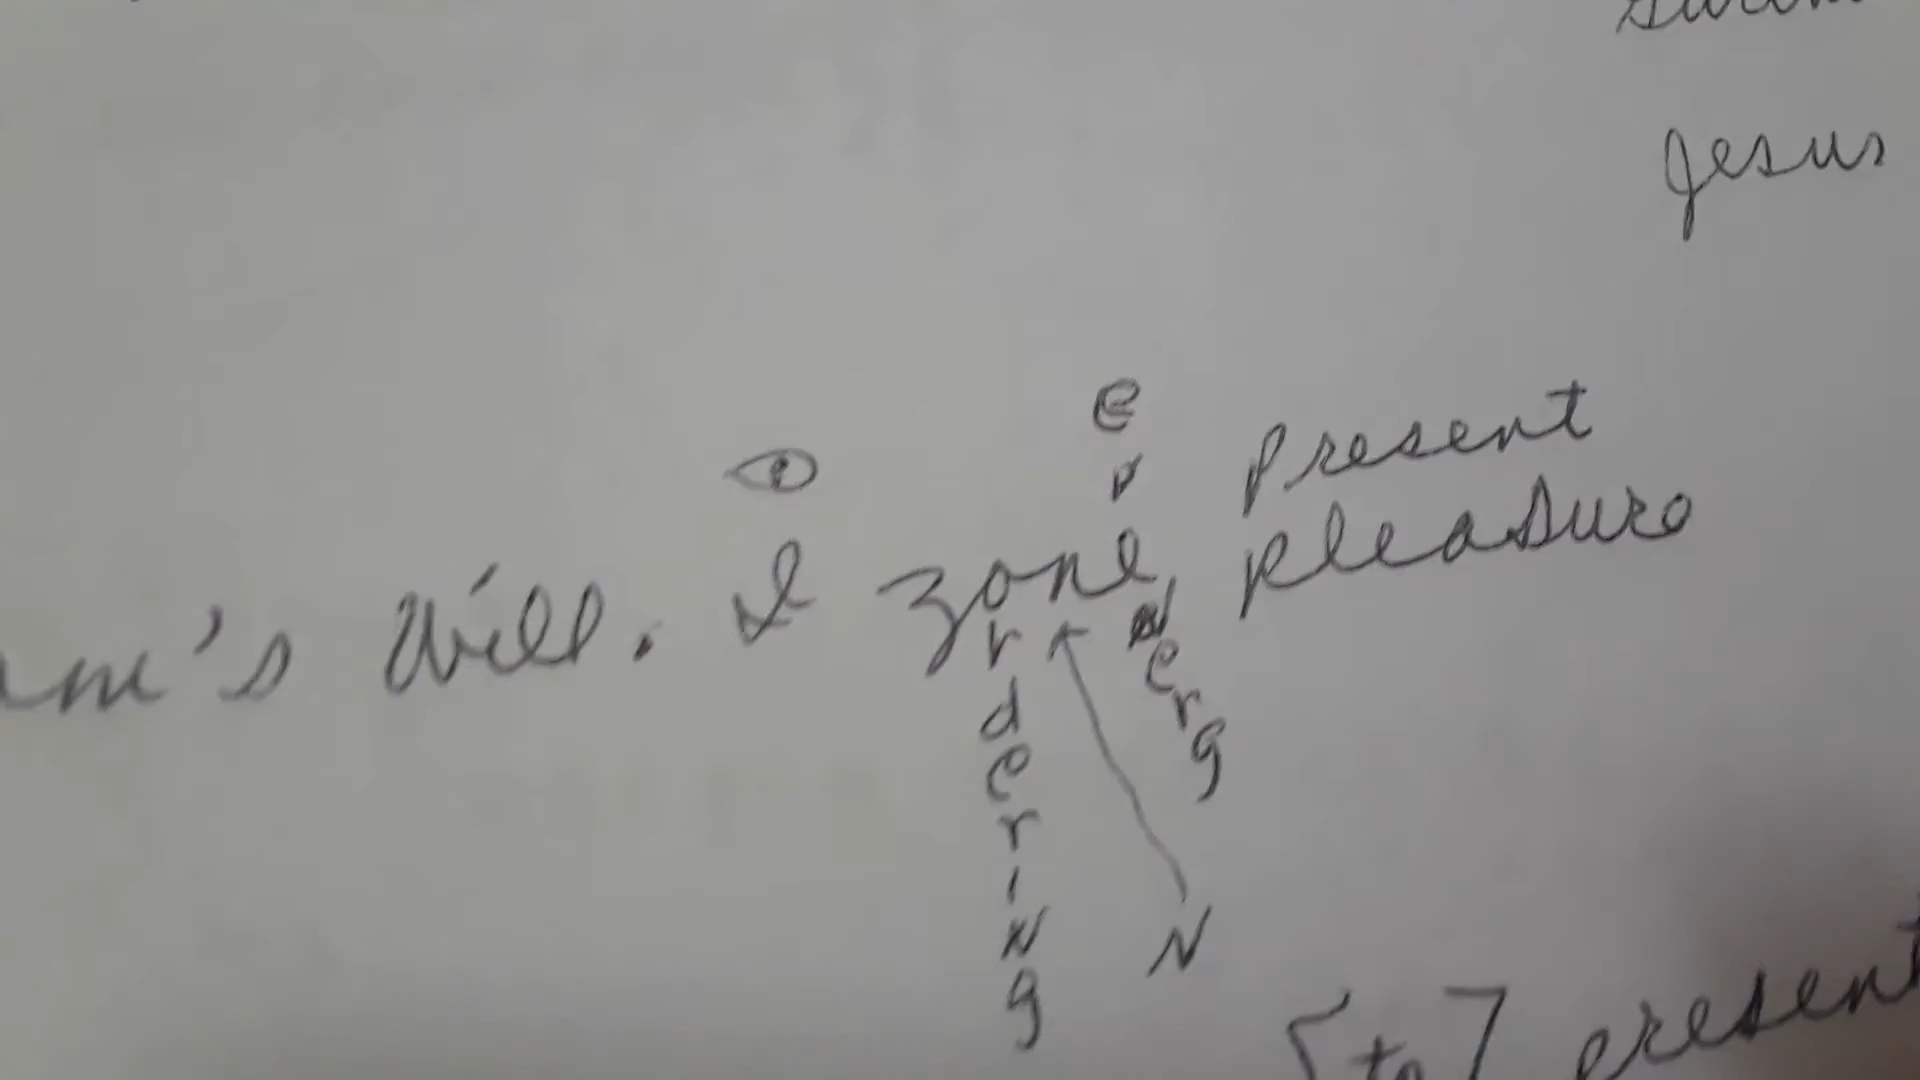 Jesus
e
r present
...m's Will. I zone, pleasure
r
d
e
r
i
N
g
N
e
r
g
N
[to] present